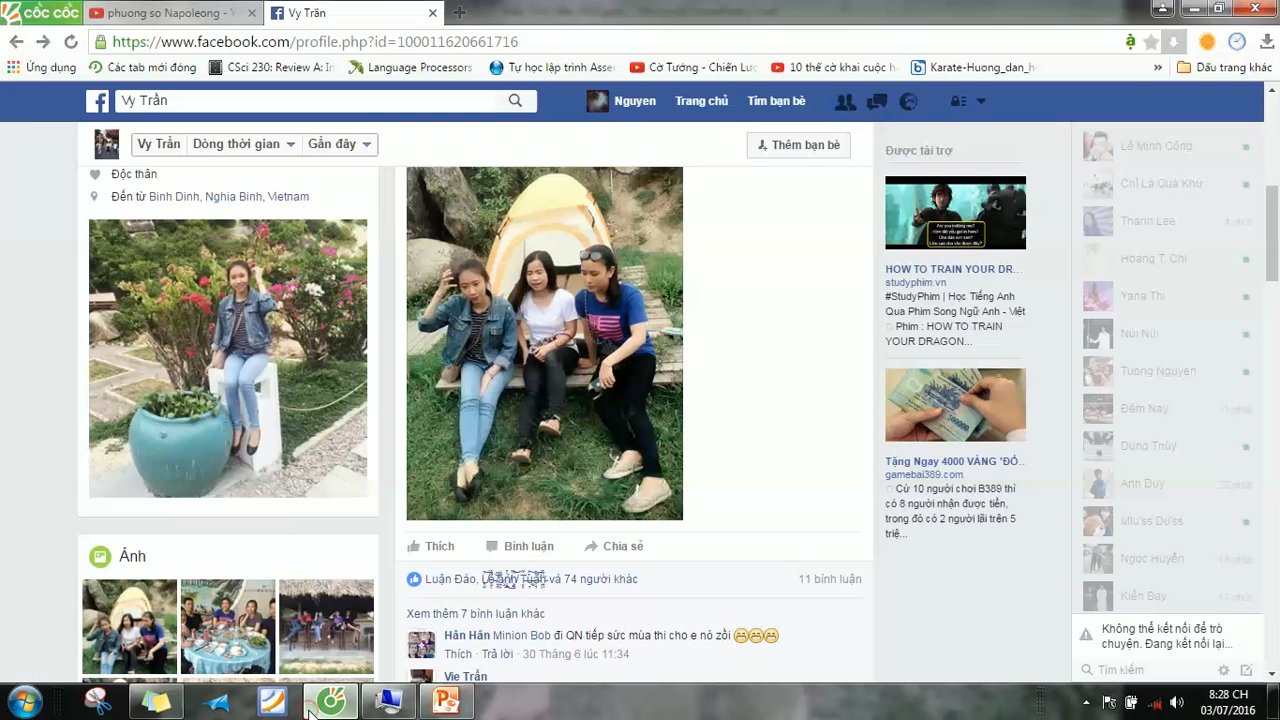 CỐC CỐC
phuong so Napoleong - Y
Vy Trần
https://www.facebook.com/profile.php?id=100011620661716
Ứng dụng
Các tab mới đóng
CSci 230: Review A: In
Language Processors
Tự học lập trình Asse
Cờ Tướng - Chiến Lượ
10 thế cờ khai cuộc h
Karate-Huong_dan_h
»
Dấu trang khác
Vy Trần
Nguyen
Trang chủ
Tìm bạn bè
Vy Trần
Dòng thời gian
Gần đây
Thêm bạn bè
Độc thân
Đến từ Binh Dinh, Nghia Binh, Vietnam
Ảnh
Thích
Bình luận
Chia sẻ
và 74 người khác
11 bình luận
Xem thêm 7 bình luận khác
Hân Hân Minion Bob đi QN tiếp sức mùa thi cho e nó zồi
Thích · Trả lời · 30 Tháng 6 lúc 11:34
Vie Trần
Được tài trợ
HOW TO TRAIN YOUR DR...
studyphim.vn
#StudyPhim | Học Tiếng Anh
Qua Phim Song Ngữ Anh - Việt
Phim : HOW TO TRAIN
YOUR DRAGON...
Tặng Ngay 4000 VÀNG "ĐÓ...
gamebai389.com
Cứ 10 người chơi B389 thì
có 8 người nhận được tiền,
trong đó có 2 người lãi trên 5
triệ...
Lê Minh Công
Chỉ Là Quá Khứ
Thanh Lee
Hoang T. Chi
Yana Thi
Núi Núi
Tuong Nguyen
Đêm Nay
Dũng Thùy
Anh Duy
Miu'ss Du'ss
Ngọc Huyền
Kiến Bay
Không thể kết nối để trò
chuyện. Đang kết nối lại...
Tìm kiếm
8:28 CH
03/07/2016